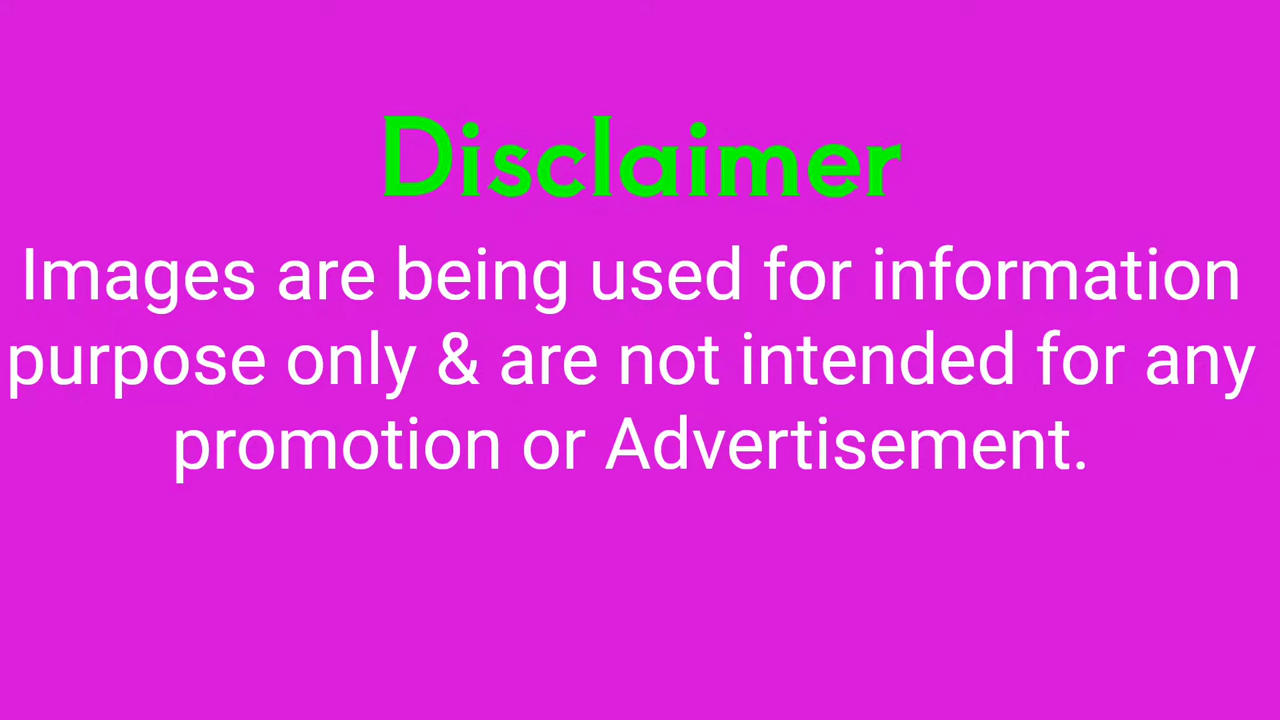 Disclaimer
Images are being used for information
purpose only & are not intended for any
promotion or Advertisement.